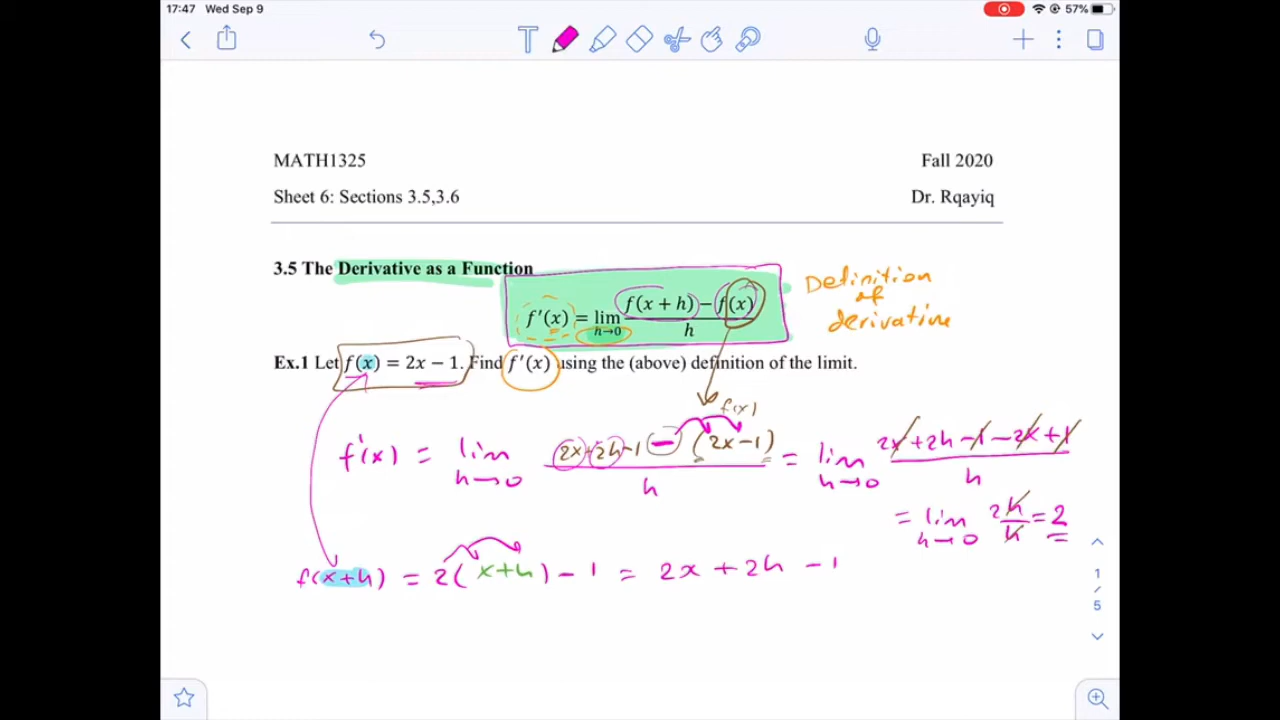 17:47 Wed Sep 9
57%
MATH1325 Fall 2020
Sheet 6: Sections 3.5,3.6 Dr. Rqayiq
3.5 The Derivative as a Function
f'(x) = lim h→0 f(x + h) − f(x) / h
Definition
of
derivative
Ex.1 Let f(x) = 2x − 1. Find f'(x) using the (above) definition of the limit.
f(x)
f'(x) = lim h→0 2x+2h-1 - (2x-1) / h = lim h→0 2x+2h-1-2x+1 / h
= lim h→0 2h/h = 2
f(x+h) = 2(x+h) - 1 = 2x + 2h - 1
1
/
5